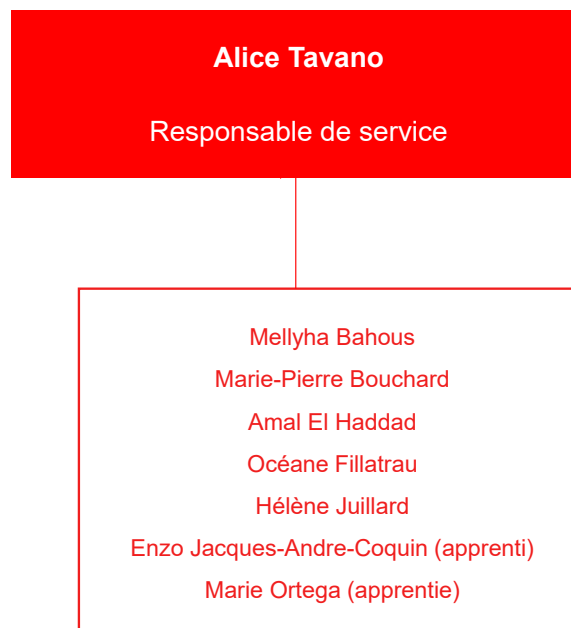 Alice Tavano
Responsable de service
Mellyha Bahous
Marie-Pierre Bouchard
Amal El Haddad
Océane Fillatrau
Hélène Juillard
Enzo Jacques-Andre-Coquin (apprenti)
Marie Ortega (apprentie)